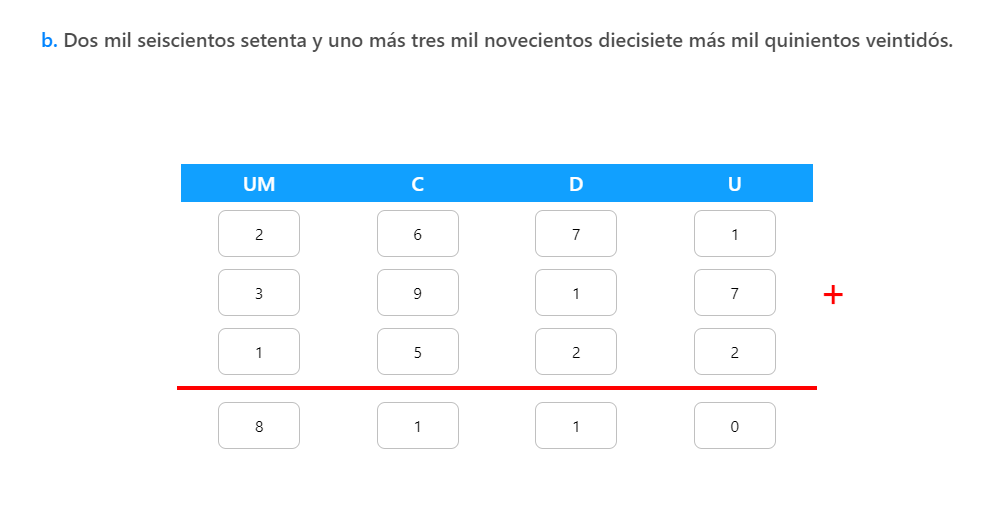 b. Dos mil seiscientos setenta y uno más tres mil novecientos diecisiete más mil quinientos veintidós.
UM C D U
2 6 7 1
3 9 1 7 +
1 5 2 2
8 1 1 0